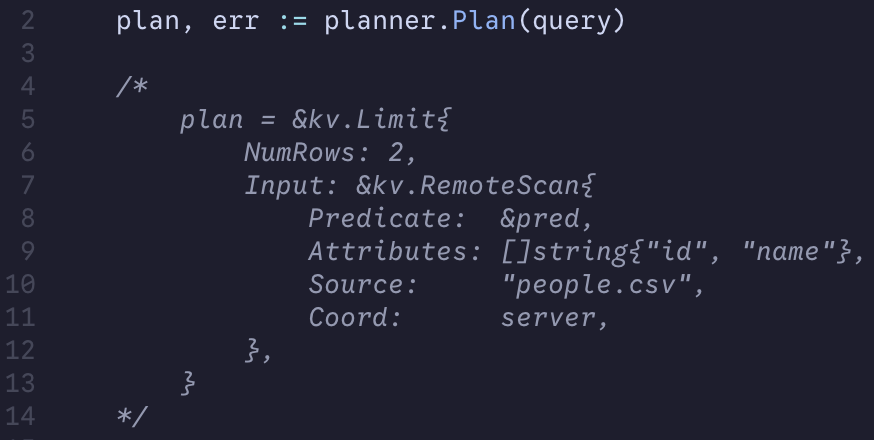 2     plan, err := planner.Plan(query)
3
4     /*
5         plan = &kv.Limit{
6             NumRows: 2,
7             Input: &kv.RemoteScan{
8                 Predicate:  &pred,
9                 Attributes: []string{"id", "name"},
10                Source:     "people.csv",
11                Coord:      server,
12            },
13        }
14    */